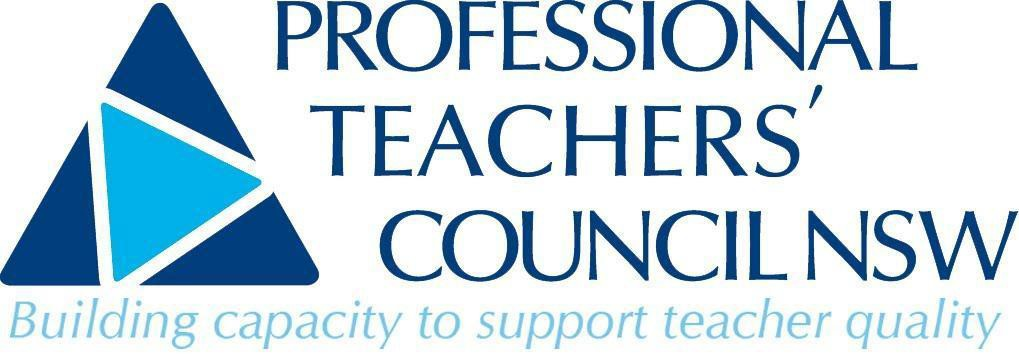 PROFESSIONAL
TEACHERS'
COUNCIL NSW
Building capacity to support teacher quality